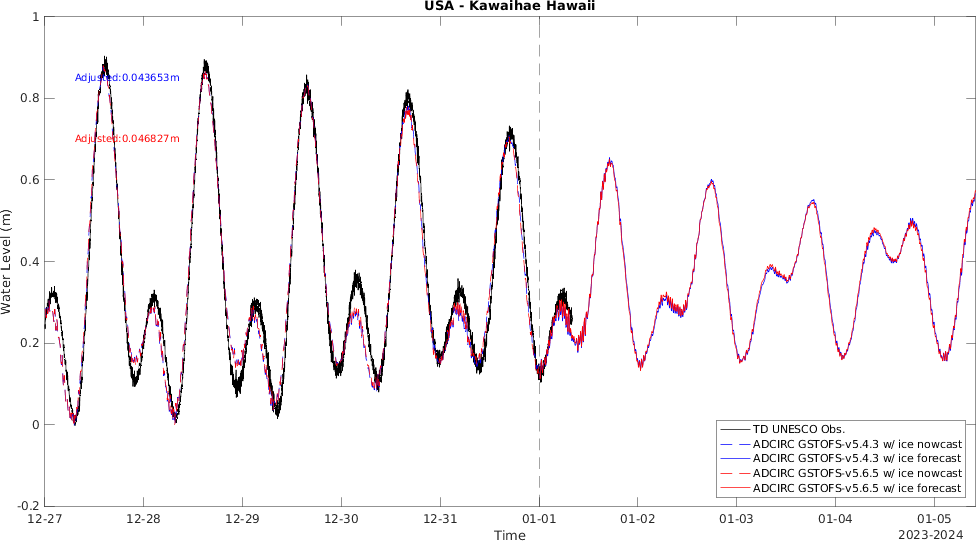 USA - Kawaihae Hawaii
1
Adjusted:0.043653m
0.8
Adjusted:0.046827m
0.6
0.4
0.2
0
-0.2
Water Level (m)
TD UNESCO Obs.
ADCIRC GSTOFS-v5.4.3 w/ ice nowcast
ADCIRC GSTOFS-v5.4.3 w/ ice forecast
ADCIRC GSTOFS-v5.6.5 w/ ice nowcast
ADCIRC GSTOFS-v5.6.5 w/ ice forecast
12-27 12-28 12-29 12-30 12-31 01-01 01-02 01-03 01-04 01-05
Time
2023-2024